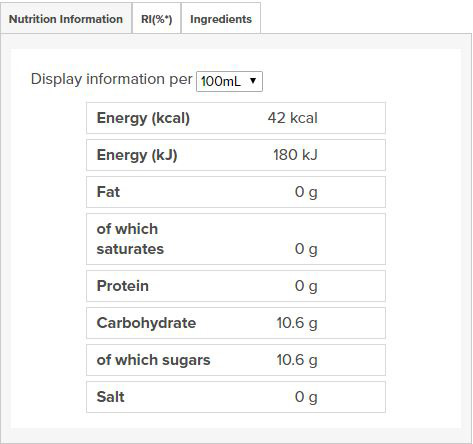 Nutrition Information RI(%*) Ingredients
Display information per 100mL ▼
Energy (kcal) 42 kcal
Energy (kJ) 180 kJ
Fat 0 g
of which
saturates 0 g
Protein 0 g
Carbohydrate 10.6 g
of which sugars 10.6 g
Salt 0 g